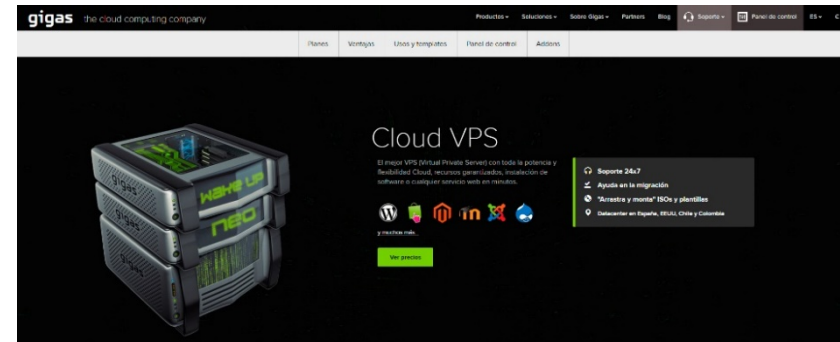 gigas the cloud computing company
Productos Soluciones Sobre Gigas Partners Blog Soporte Panel de control ES
Planes Ventajas Usos y templates Panel de control Addons
Cloud VPS
El mejor VPS (Virtual Private Server) con toda la potencia y
flexibilidad Cloud, recursos garantizados, instalación de
software o cualquier servicio web en minutos.
y muchos más...
Ver precios
Soporte 24x7
Ayuda en la migración
"Arrastra y monta" ISOs y plantillas
Datacenter en España, EEUU, Chile y Colombia
WAKE UP
neo
gigas
gigas
gigas